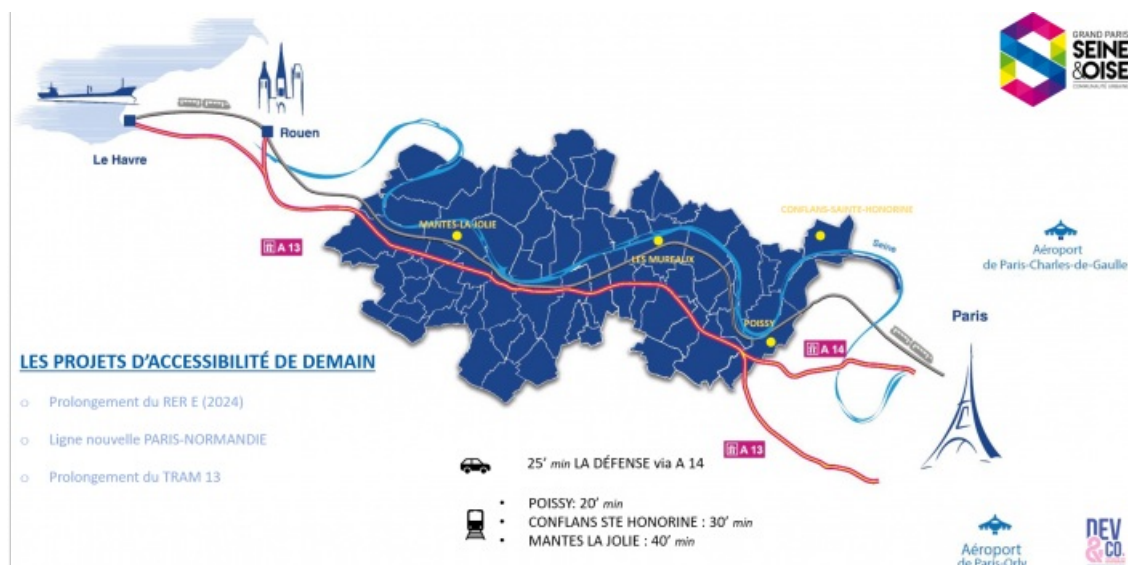 GRAND PARIS
SEINE
&OISE
COMMUNAUTÉ URBAINE
Rouen
Le Havre
MANTES-LA-JOLIE
CONFLANS-SAINTE-HONORINE
A 13
LES MUREAUX
Seine
Aéroport
de Paris-Charles-de-Gaulle
POISSY
Paris
A 14
LES PROJETS D'ACCESSIBILITÉ DE DEMAIN
○ Prolongement du RER E (2024)
○ Ligne nouvelle PARIS-NORMANDIE
○ Prolongement du TRAM 13
A 13
25' min LA DÉFENSE via A 14
• POISSY: 20' min
• CONFLANS STE HONORINE : 30' min
• MANTES LA JOLIE : 40' min
Aéroport
de Paris-Orly
DEV
&CO.